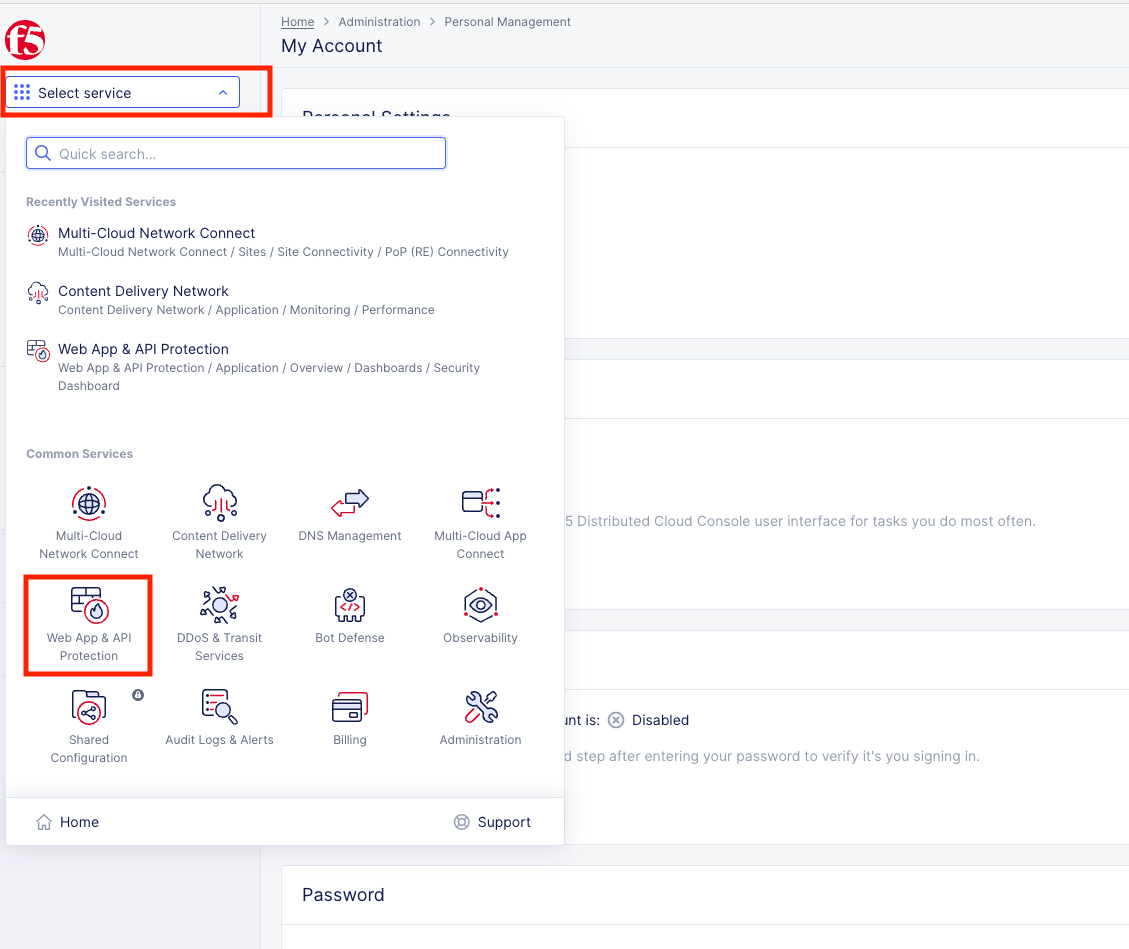 f5
Home > Administration > Personal Management
My Account
Select service
Personal Settings
Quick search...
Recently Visited Services
Multi-Cloud Network Connect
Multi-Cloud Network Connect / Sites / Site Connectivity / PoP (RE) Connectivity
Content Delivery Network
Content Delivery Network / Application / Monitoring / Performance
Web App & API Protection
Web App & API Protection / Application / Overview / Dashboards / Security
Dashboard
Common Services
Multi-Cloud
Network Connect
Content Delivery
Network
DNS Management
Multi-Cloud App
Connect
5 Distributed Cloud Console user interface for tasks you do most often.
Web App & API
Protection
DDoS & Transit
Services
Bot Defense
Observability
Shared
Configuration
Audit Logs & Alerts
Billing
Administration
unt is: Disabled
d step after entering your password to verify it's you signing in.
Home
Support
Password